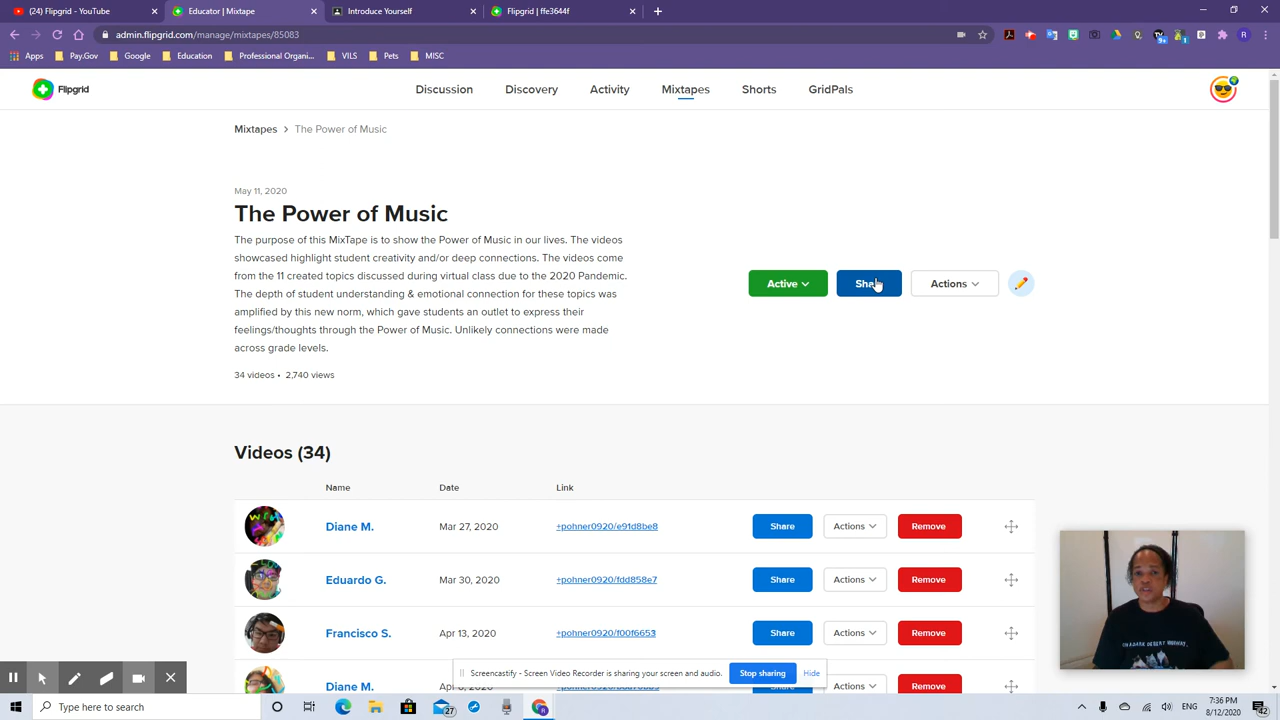 (24) Flipgrid - YouTube
Educator | Mixtape
Introduce Yourself
Flipgrid | ffe3644f
admin.flipgrid.com/manage/mixtapes/85083
Apps
Pay.Gov
Google
Education
Professional Organi...
VILS
Pets
MISC
Flipgrid
Discussion
Discovery
Activity
Mixtapes
Shorts
GridPals
Mixtapes > The Power of Music
May 11, 2020
The Power of Music
The purpose of this MixTape is to show the Power of Music in our lives. The videos
showcased highlight student creativity and/or deep connections. The videos come
from the 11 created topics discussed during virtual class due to the 2020 Pandemic.
The depth of student understanding & emotional connection for these topics was
amplified by this new norm, which gave students an outlet to express their
feelings/thoughts through the Power of Music. Unlikely connections were made
across grade levels.
34 videos • 2,740 views
Active
Share
Actions
Videos (34)
Name Date Link
Diane M. Mar 27, 2020 +pohner0920/e91d8be8 Share Actions Remove
Eduardo G. Mar 30, 2020 +pohner0920/fdd858e7 Share Actions Remove
Francisco S. Apr 13, 2020 +pohner0920/f00f6653 Share Actions Remove
Diane M. Share Actions Remove
Screencastify - Screen Video Recorder is sharing your screen and audio.
Stop sharing
Hide
Type here to search
27
7:36 PM
8/12/2020